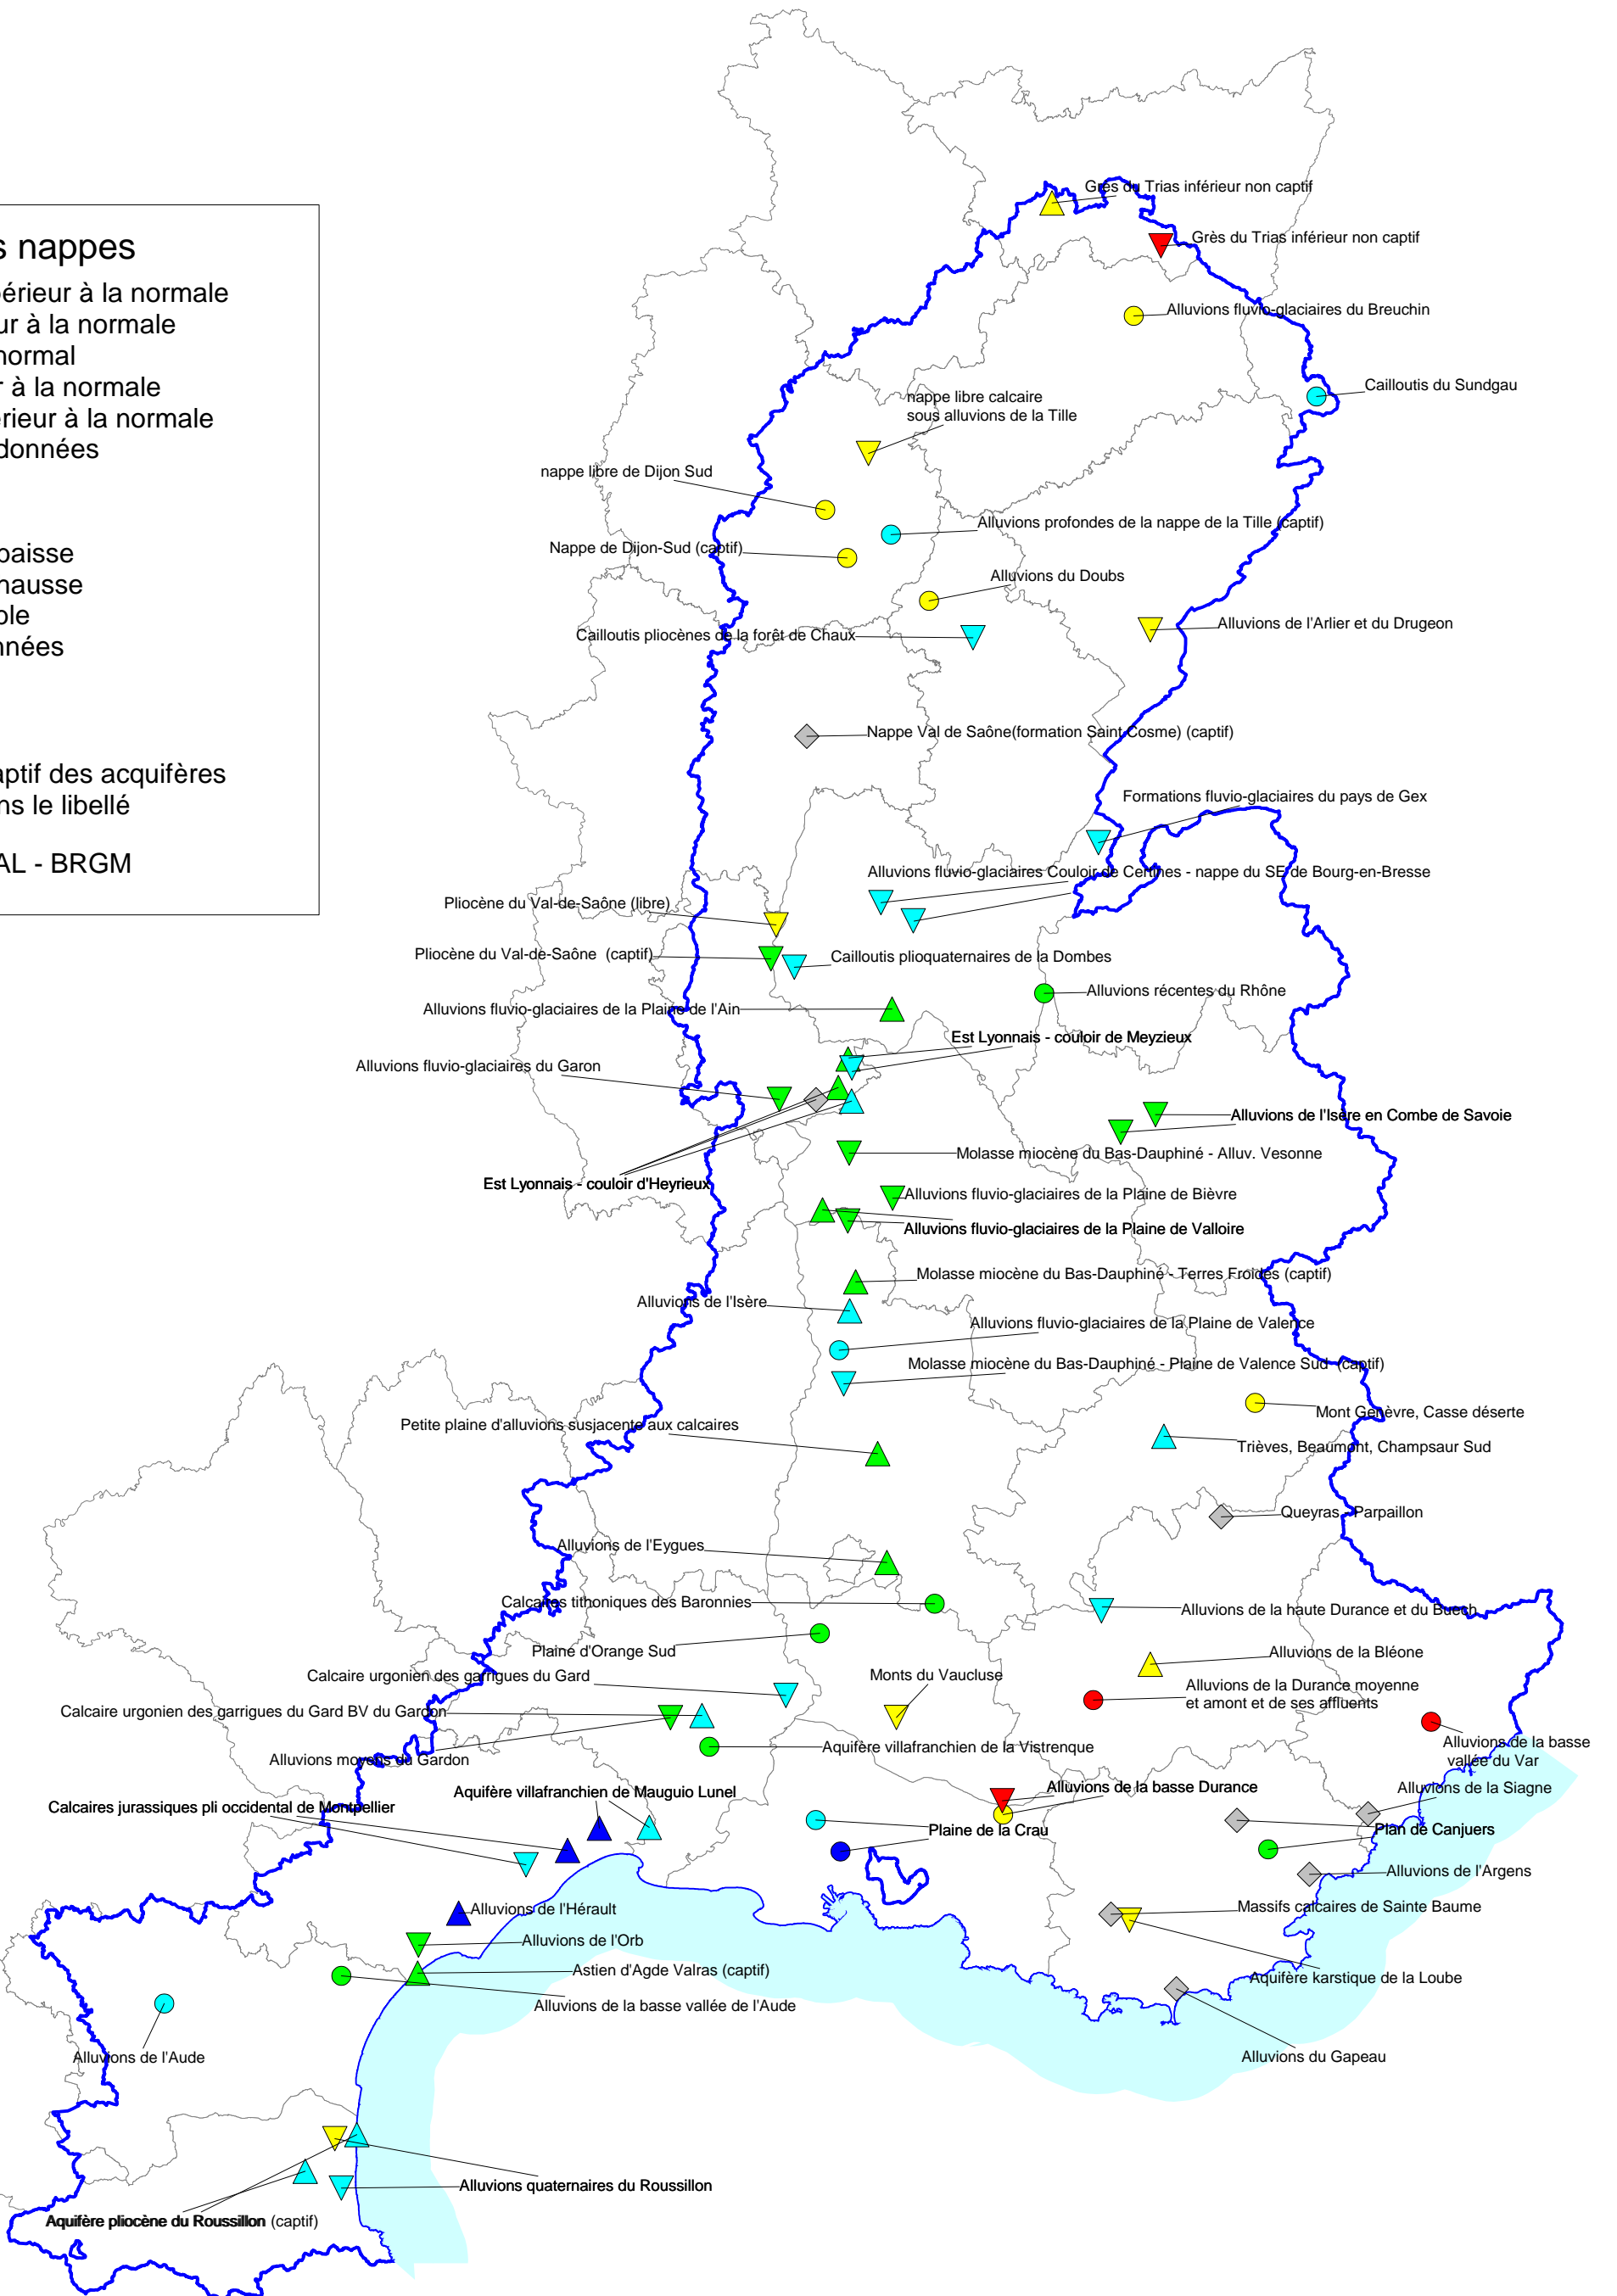 nappes
à la normale
à la normale
normal
à la normale
à la normale
données
baisse
hausse
des acquifères
le libellé
- BRGM
Grès du Trias inférieur non captif
Grès du Trias inférieur non captif
Alluvions fluvio-glaciaires du Breuchin
Cailloutis du Sundgau
nappe libre calcaire
sous alluvions de la Tille
nappe libre de Dijon Sud
Alluvions profondes de la nappe de la Tille (captif)
Nappe de Dijon-Sud (captif)
Alluvions du Doubs
Alluvions de l'Arlier et du Drugeon
Cailloutis pliocènes de la forêt de Chaux
Nappe Val de Saône(formation Saint-Cosme) (captif)
Formations fluvio-glaciaires du pays de Gex
Alluvions fluvio-glaciaires Couloir de Certines - nappe du SE de Bourg-en-Bresse
Pliocène du Val-de-Saône (libre)
Pliocène du Val-de-Saône (captif)
Cailloutis plioquaternaires de la Dombes
Alluvions récentes du Rhône
Alluvions fluvio-glaciaires de la Plaine de l'Ain
Est Lyonnais - couloir de Meyzieux
Alluvions fluvio-glaciaires du Garon
Alluvions de l'Isère en Combe de Savoie
Molasse miocène du Bas-Dauphiné - Alluv. Vesonne
Est Lyonnais - couloir d'Heyrieux
Alluvions fluvio-glaciaires de la Plaine de Bièvre
Alluvions fluvio-glaciaires de la Plaine de Valloire
Molasse miocène du Bas-Dauphiné - Terres Froides (captif)
Alluvions de l'Isère
Alluvions fluvio-glaciaires de la Plaine de Valence
Molasse miocène du Bas-Dauphiné - Plaine de Valence Sud (captif)
Mont Genèvre, Casse déserte
Petite plaine d'alluvions susjacente aux calcaires
Trièves, Beaumont, Champsaur Sud
Queyras - Parpaillon
Alluvions de l'Eygues
Calcaires tithoniques des Baronnies
Alluvions de la haute Durance et du Buech
Plaine d'Orange Sud
Alluvions de la Bléone
Calcaire urgonien des garrigues du Gard
Monts du Vaucluse
Alluvions de la Durance moyenne
et amont et de ses affluents
Calcaire urgonien des garrigues du Gard BV du Gardon
Alluvions de la basse
vallée du Var
Aquifère villafranchien de la Vistrenque
Alluvions moyens du Gardon
Alluvions de la basse Durance
Alluvions de la Siagne
Aquifère villafranchien de Mauguio Lunel
Calcaires jurassiques pli occidental de Montpellier
Plaine de la Crau
Plan de Canjuers
Alluvions de l'Argens
Massifs calcaires de Sainte Baume
Alluvions de l'Hérault
Alluvions de l'Orb
Astien d'Agde Valras (captif)
Aquifère karstique de la Loube
Alluvions de la basse vallée de l'Aude
Alluvions de l'Aude
Alluvions du Gapeau
Alluvions quaternaires du Roussillon
Aquifère pliocène du Roussillon (captif)